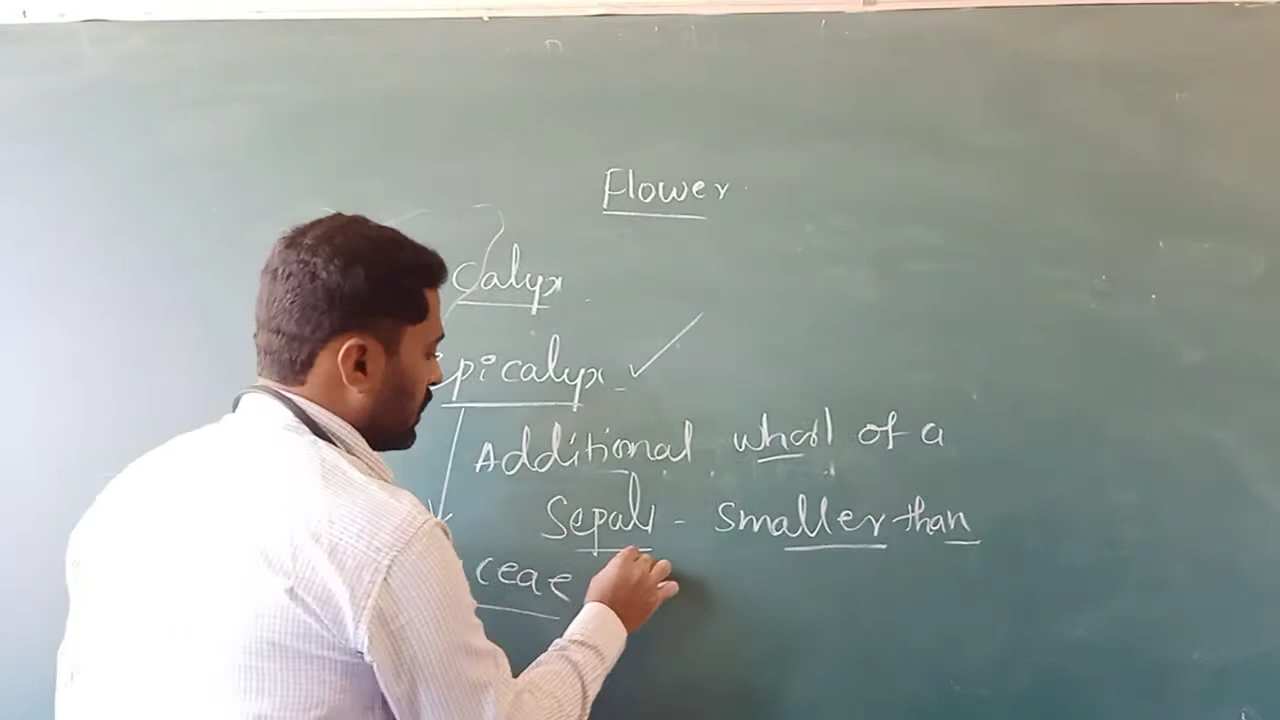 Flower
Calyx
picalyx
Additional whorl of a
Sepals - smaller than
ceae